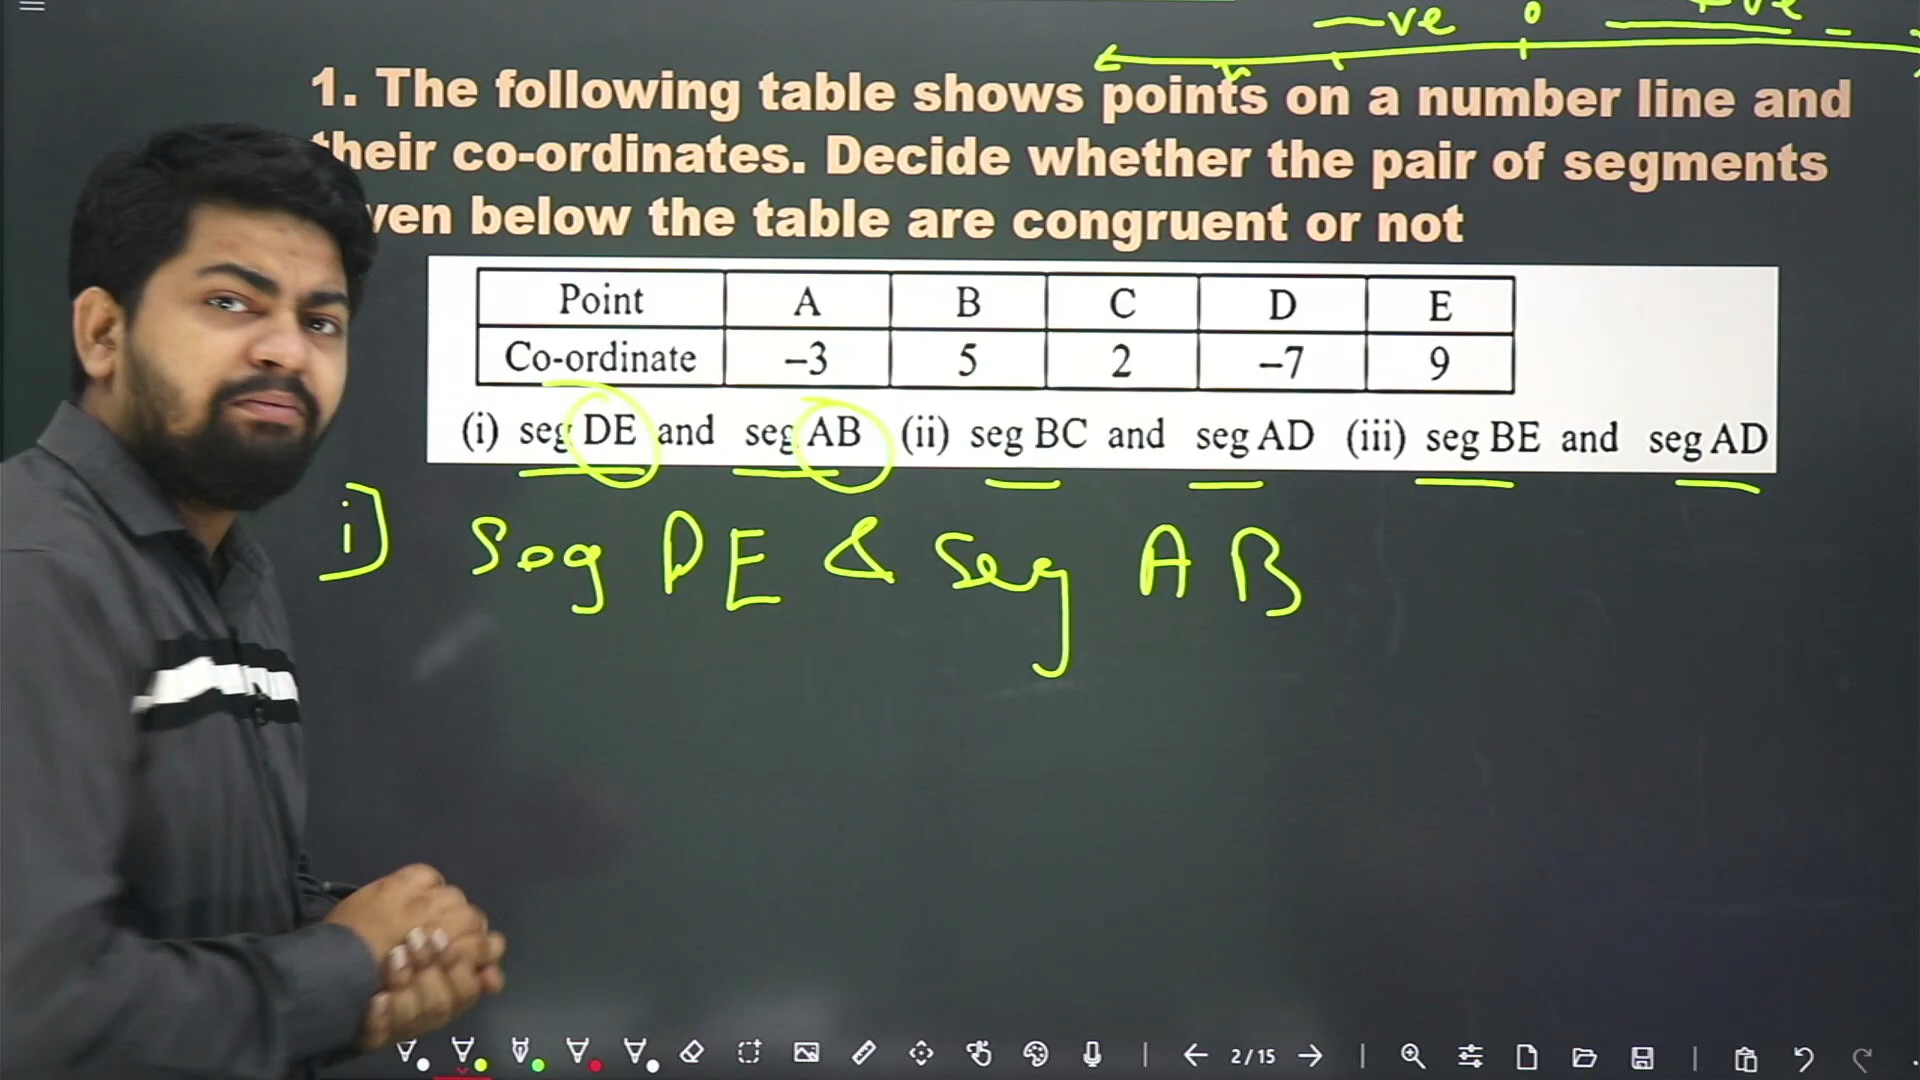 —ve 0 +ve
1. The following table shows points on a number line and
their co-ordinates. Decide whether the pair of segments
ven below the table are congruent or not
Point A B C D E
Co-ordinate –3 5 2 –7 9
(i) seg DE and seg AB (ii) seg BC and seg AD (iii) seg BE and seg AD
i) Seg DE & Seg AB
2/15